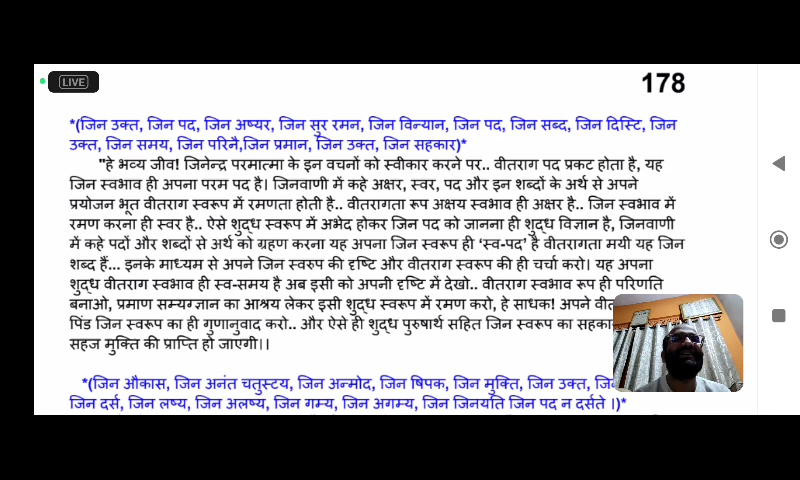 LIVE
178
*(जिन उक्त, जिन पद, जिन अष्यर, जिन सुर रमन, जिन विन्यान, जिन पद, जिन सब्द, जिन दिस्टि, जिन
उक्त, जिन समय, जिन परिनै,जिन प्रमान, जिन उक्त, जिन सहकार)*
"हे भव्य जीव! जिनेन्द्र परमात्मा के इन वचनों को स्वीकार करने पर.. वीतराग पद प्रकट होता है, यह
जिन स्वभाव ही अपना परम पद है। जिनवाणी में कहे अक्षर, स्वर, पद और इन शब्दों के अर्थ से अपने
प्रयोजन भूत वीतराग स्वरूप में रमणता होती है.. वीतरागता रूप अक्षय स्वभाव ही अक्षर है.. जिन स्वभाव में
रमण करना ही स्वर है.. ऐसे शुद्ध स्वरूप में अभेद होकर जिन पद को जानना ही शुद्ध विज्ञान है, जिनवाणी
में कहे पदों और शब्दों से अर्थ को ग्रहण करना यह अपना जिन स्वरूप ही ‘स्व-पद’ है वीतरागता मयी यह जिन
शब्द हैं... इनके माध्यम से अपने जिन स्वरुप की दृष्टि और वीतराग स्वरूप की ही चर्चा करो। यह अपना
शुद्ध वीतराग स्वभाव ही स्व-समय है अब इसी को अपनी दृष्टि में देखो.. वीतराग स्वभाव रूप ही परिणति
बनाओ, प्रमाण सम्यग्ज्ञान का आश्रय लेकर इसी शुद्ध स्वरूप में रमण करो, हे साधक! अपने
पिंड जिन स्वरूप का ही गुणानुवाद करो.. और ऐसे ही शुद्ध पुरुषार्थ सहित जिन स्वरूप का
सहज मुक्ति की प्राप्ति हो जाएगी।।
*(जिन औकास, जिन अनंत चतुस्टय, जिन अन्मोद, जिन षिपक, जिन मुक्ति, जिन उक्त,
जिन दर्स, जिन लष्य, जिन अलष्य, जिन गम्य, जिन अगम्य, जिन जिनयति जिन पद न दर्सते ।)*